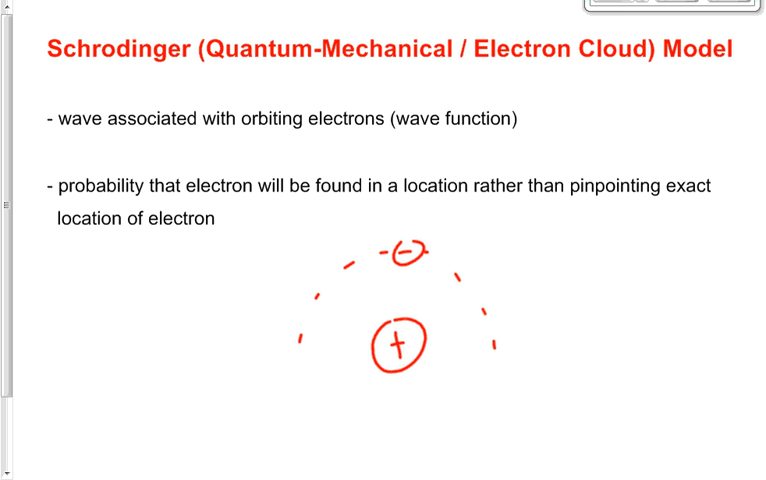 Schrodinger (Quantum-Mechanical / Electron Cloud) Model
- wave associated with orbiting electrons (wave function)
- probability that electron will be found in a location rather than pinpointing exact
location of electron
-
+